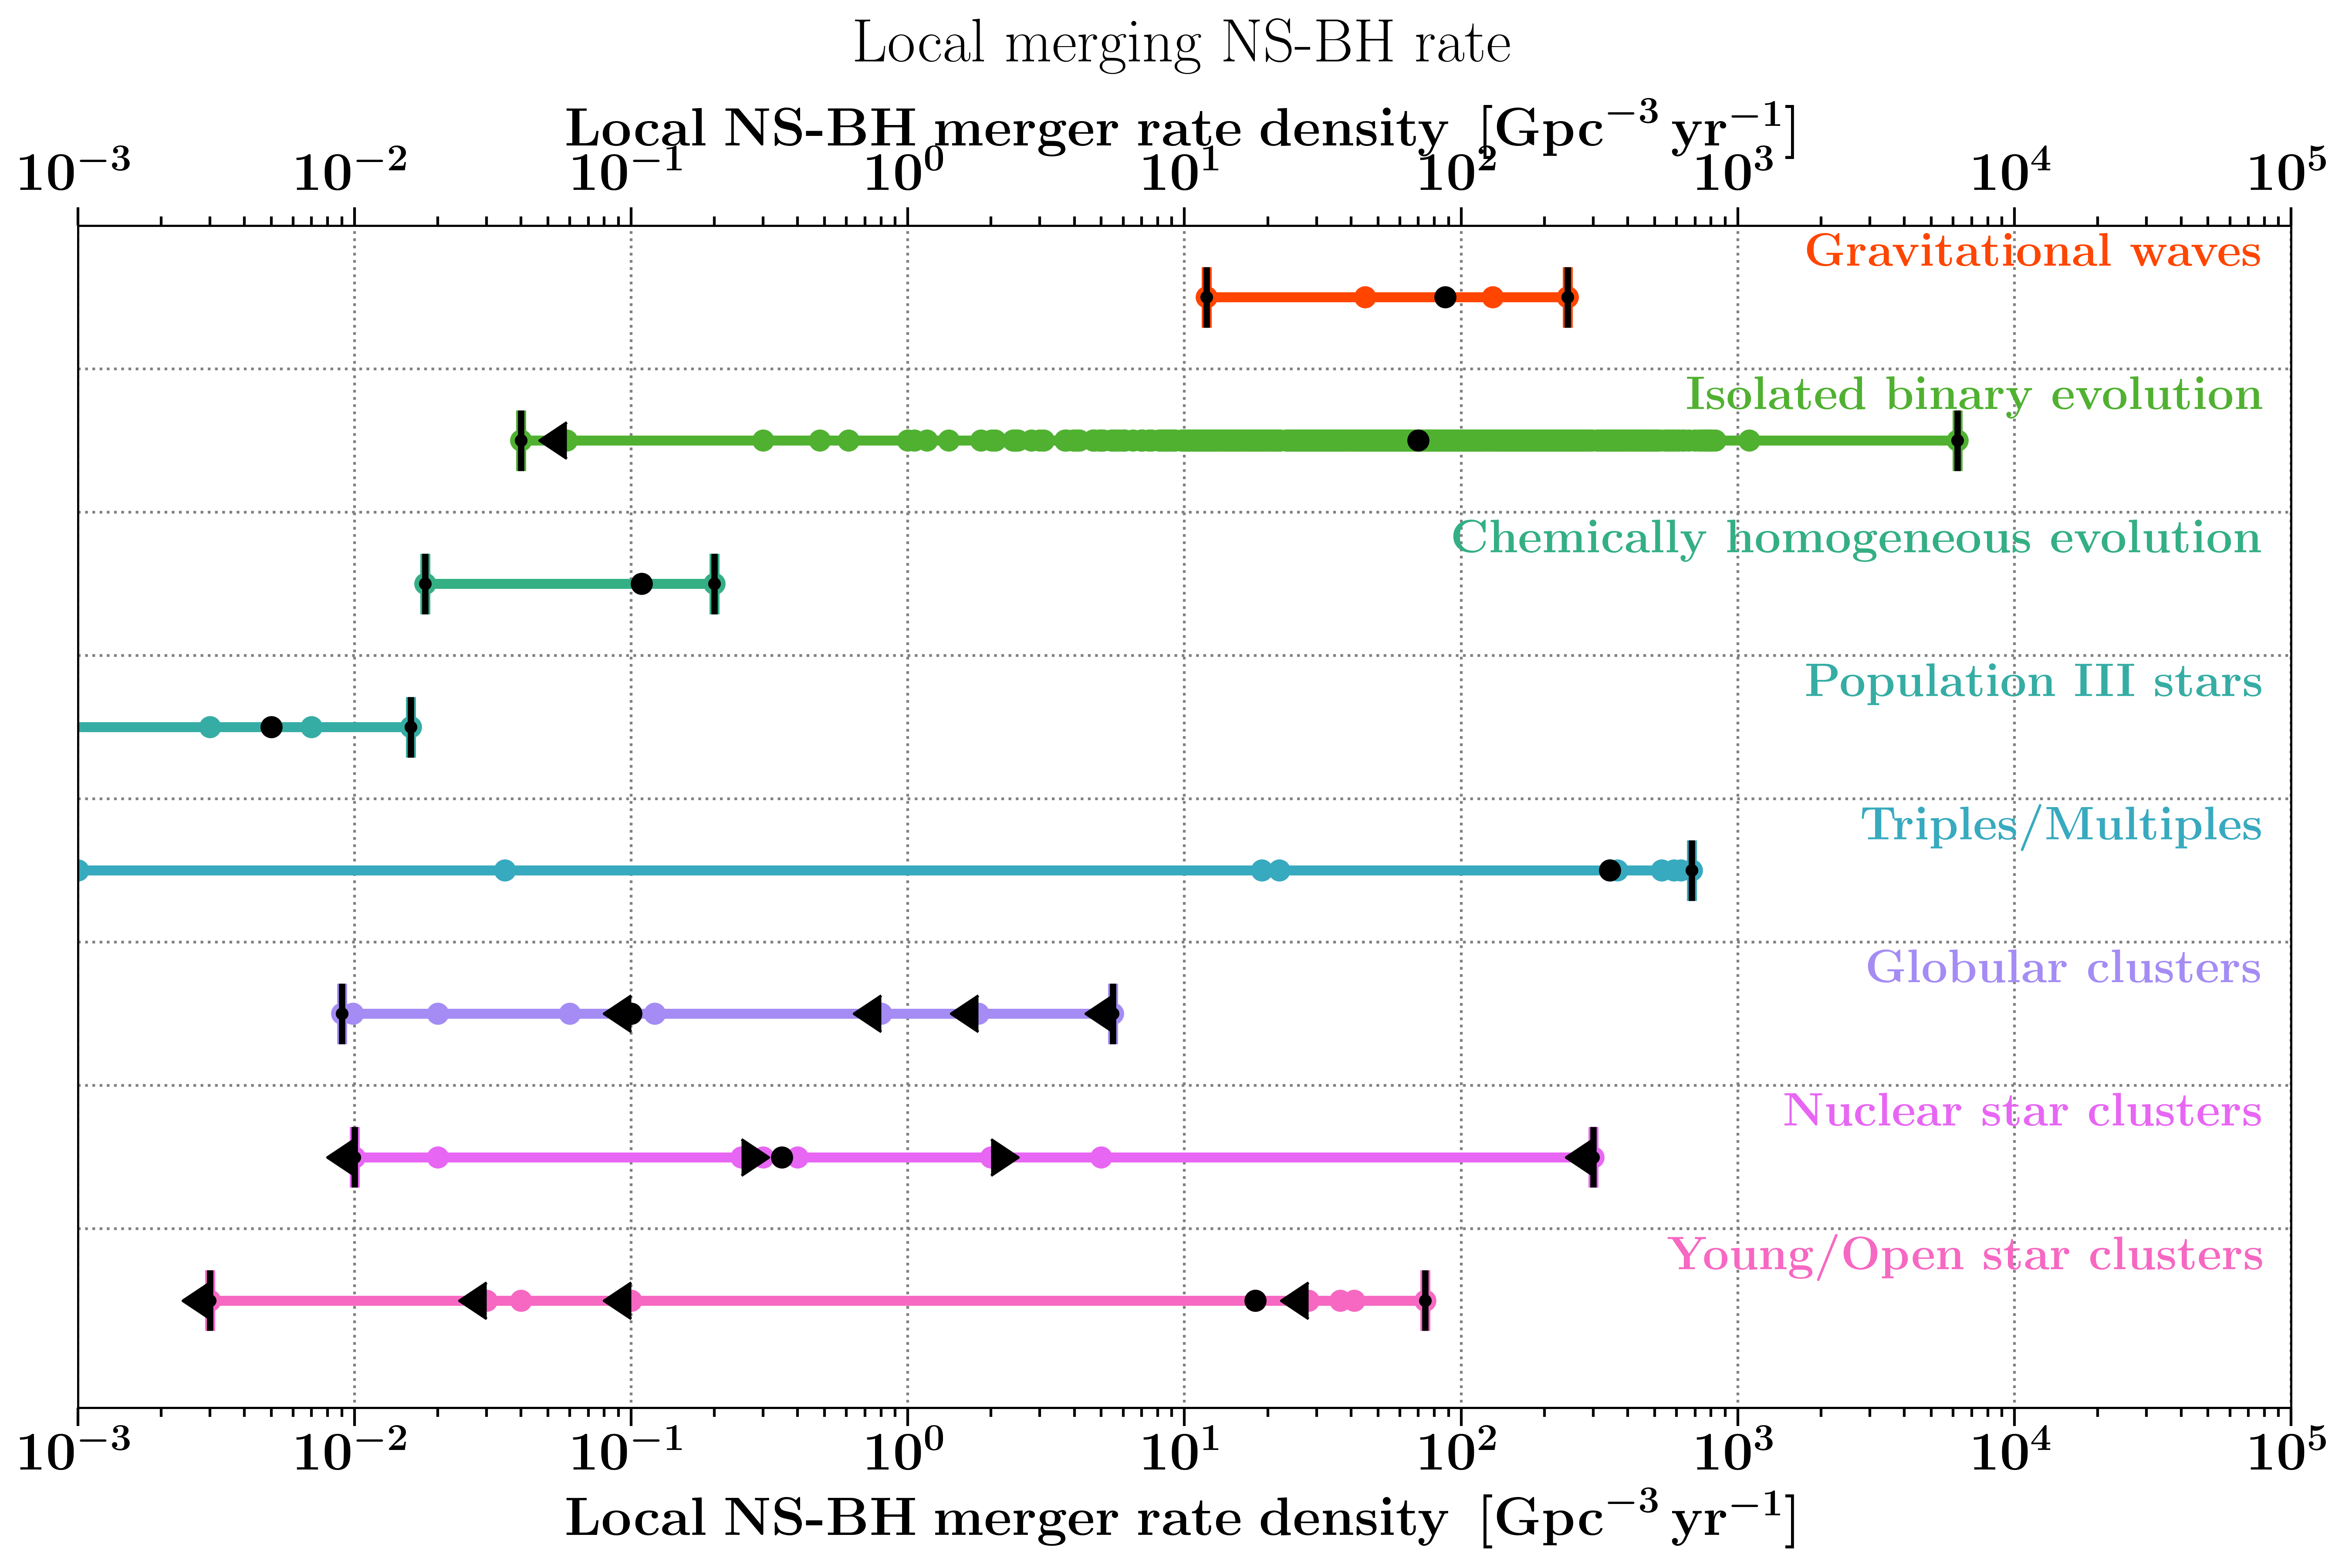 Local merging NS-BH rate
Local NS-BH merger rate density [Gpc⁻³ yr⁻¹]
10⁻³ 10⁻² 10⁻¹ 10⁰ 10¹ 10² 10³ 10⁴ 10⁵
Gravitational waves
Isolated binary evolution
Chemically homogeneous evolution
Population III stars
Triples/Multiples
Globular clusters
Nuclear star clusters
Young/Open star clusters
10⁻³ 10⁻² 10⁻¹ 10⁰ 10¹ 10² 10³ 10⁴ 10⁵
Local NS-BH merger rate density [Gpc⁻³ yr⁻¹]